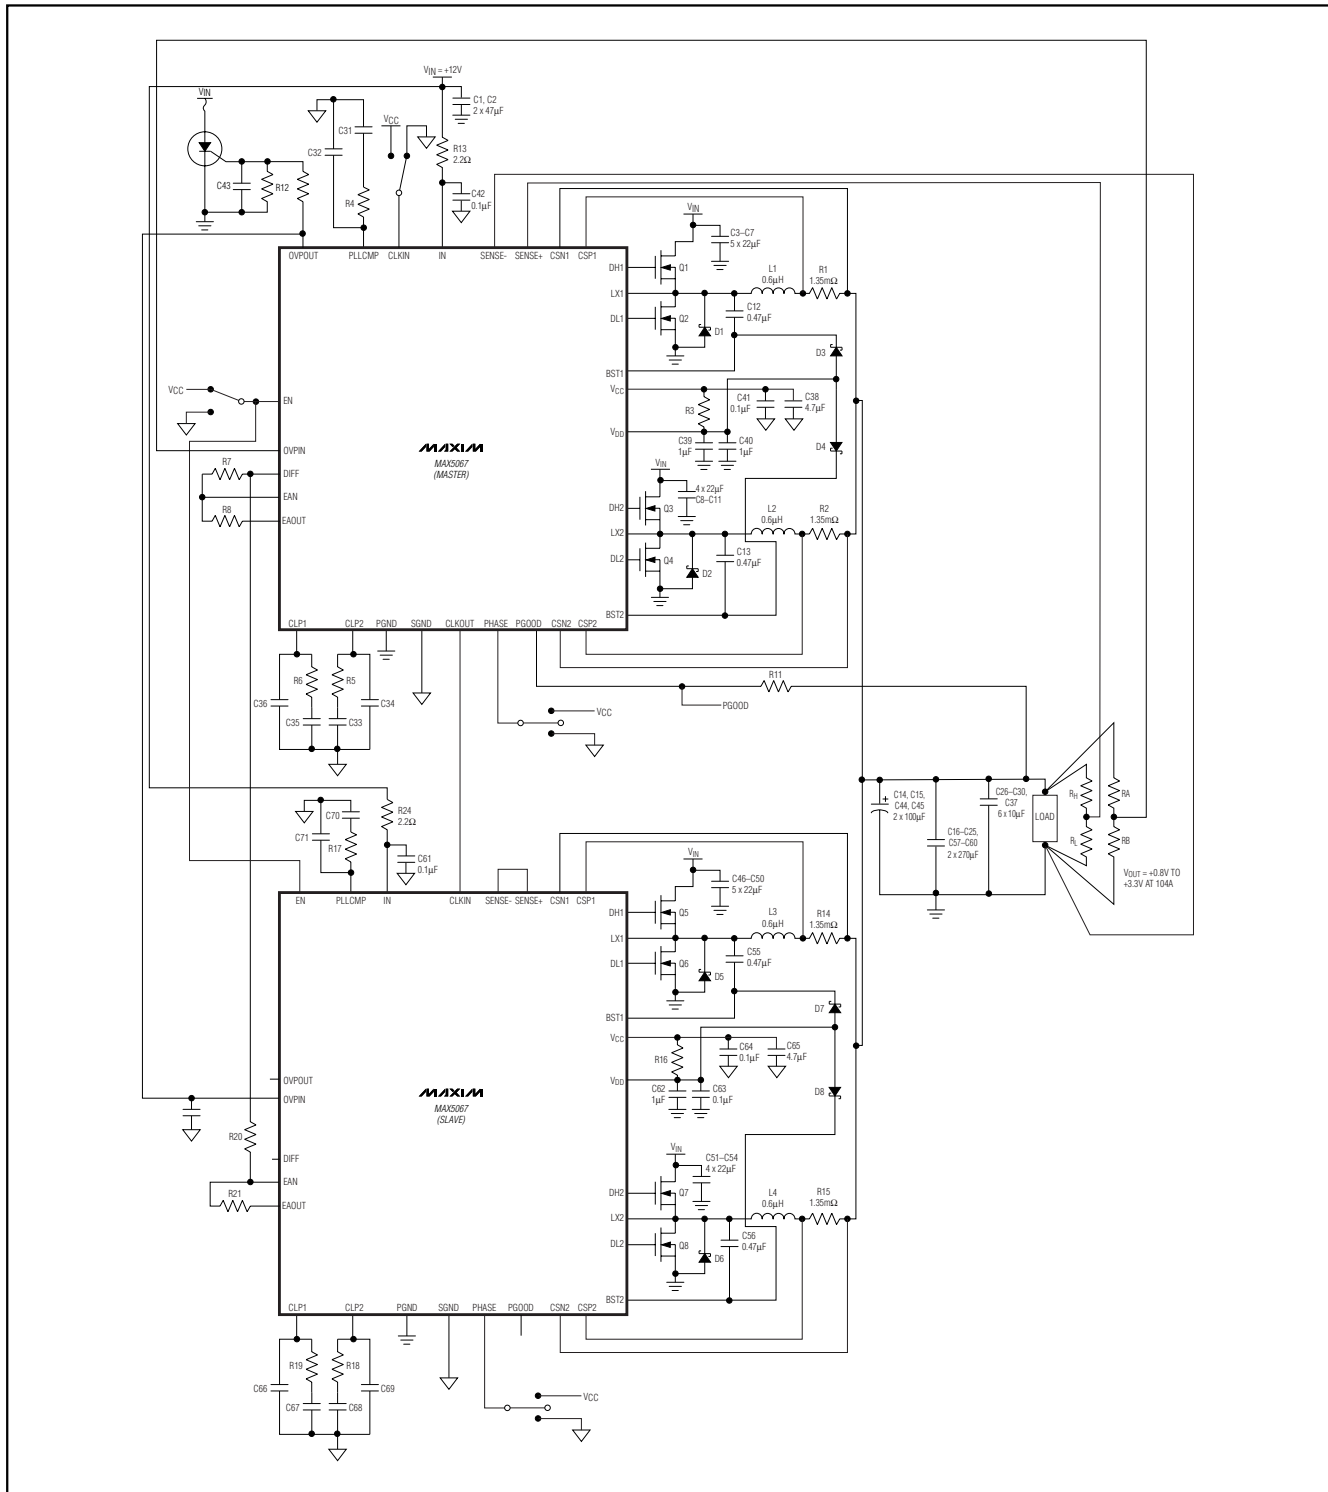 VIN = +12V
C1, C2
2 x 47μF
VIN
C31
C32
VCC
R13
2.2Ω
C43
R12
R4
C42
0.1μF
OVPOUT
PLLCMP
CLKIN
IN
SENSE-
SENSE+
CSN1
CSP1
VIN
C3–C7
5 x 22μF
DH1
Q1
L1
0.6μH
R1
1.35mΩ
LX1
C12
0.47μF
DL1
Q2
D1
D3
BST1
VCC
EN
VCC
R3
C41
0.1μF
C38
4.7μF
VDD
C39
1μF
C40
1μF
D4
OVPIN
R7
DIFF
EAN
R8
EAOUT
MAXIM
MAX5067
(MASTER)
VIN
4 x 22μF
C8–C11
DH2
Q3
L2
0.6μH
R2
1.35mΩ
LX2
C13
0.47μF
DL2
Q4
D2
BST2
CLP1
CLP2
PGND
SGND
CLKOUT
PHASE
PGOOD
CSN2
CSP2
R6
R5
C36
C35
C33
C34
R11
PGOOD
VCC
C14, C15,
C44, C45
2 x 100μF
C16–C25,
C57–C60
2 x 270μF
C26–C30,
C37
6 x 10μF
LOAD
RH
RA
RL
RB
VOUT = +0.8V TO
+3.3V AT 104A
C70
C71
R17
R24
2.2Ω
C61
0.1μF
EN
PLLCMP
IN
CLKIN
SENSE-
SENSE+
CSN1
CSP1
VIN
C46–C50
5 x 22μF
DH1
Q5
L3
0.6μH
R14
1.35mΩ
LX1
C55
0.47μF
DL1
Q6
D5
D7
BST1
VCC
R16
C64
0.1μF
C65
4.7μF
VDD
C62
1μF
C63
0.1μF
D8
OVPOUT
OVPIN
MAXIM
MAX5067
(SLAVE)
R20
DIFF
EAN
R21
EAOUT
VIN
C51–C54
4 x 22μF
DH2
Q7
L4
0.6μH
R15
1.35mΩ
LX2
C56
0.47μF
DL2
Q8
D6
BST2
CLP1
CLP2
PGND
SGND
PHASE
PGOOD
CSN2
CSP2
R19
R18
C66
C67
C68
C69
VCC